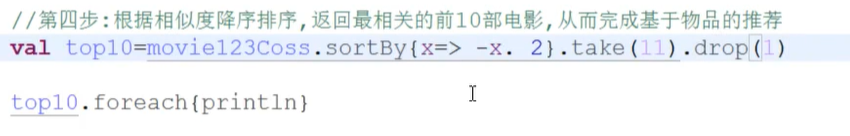 //第四步:根据相似度降序排序,返回最相关的前10部电影,从而完成基于物品的推荐
val top10=movie123Coss.sortBy{x=> -x._2}.take(11).drop(1)
top10.foreach{println}